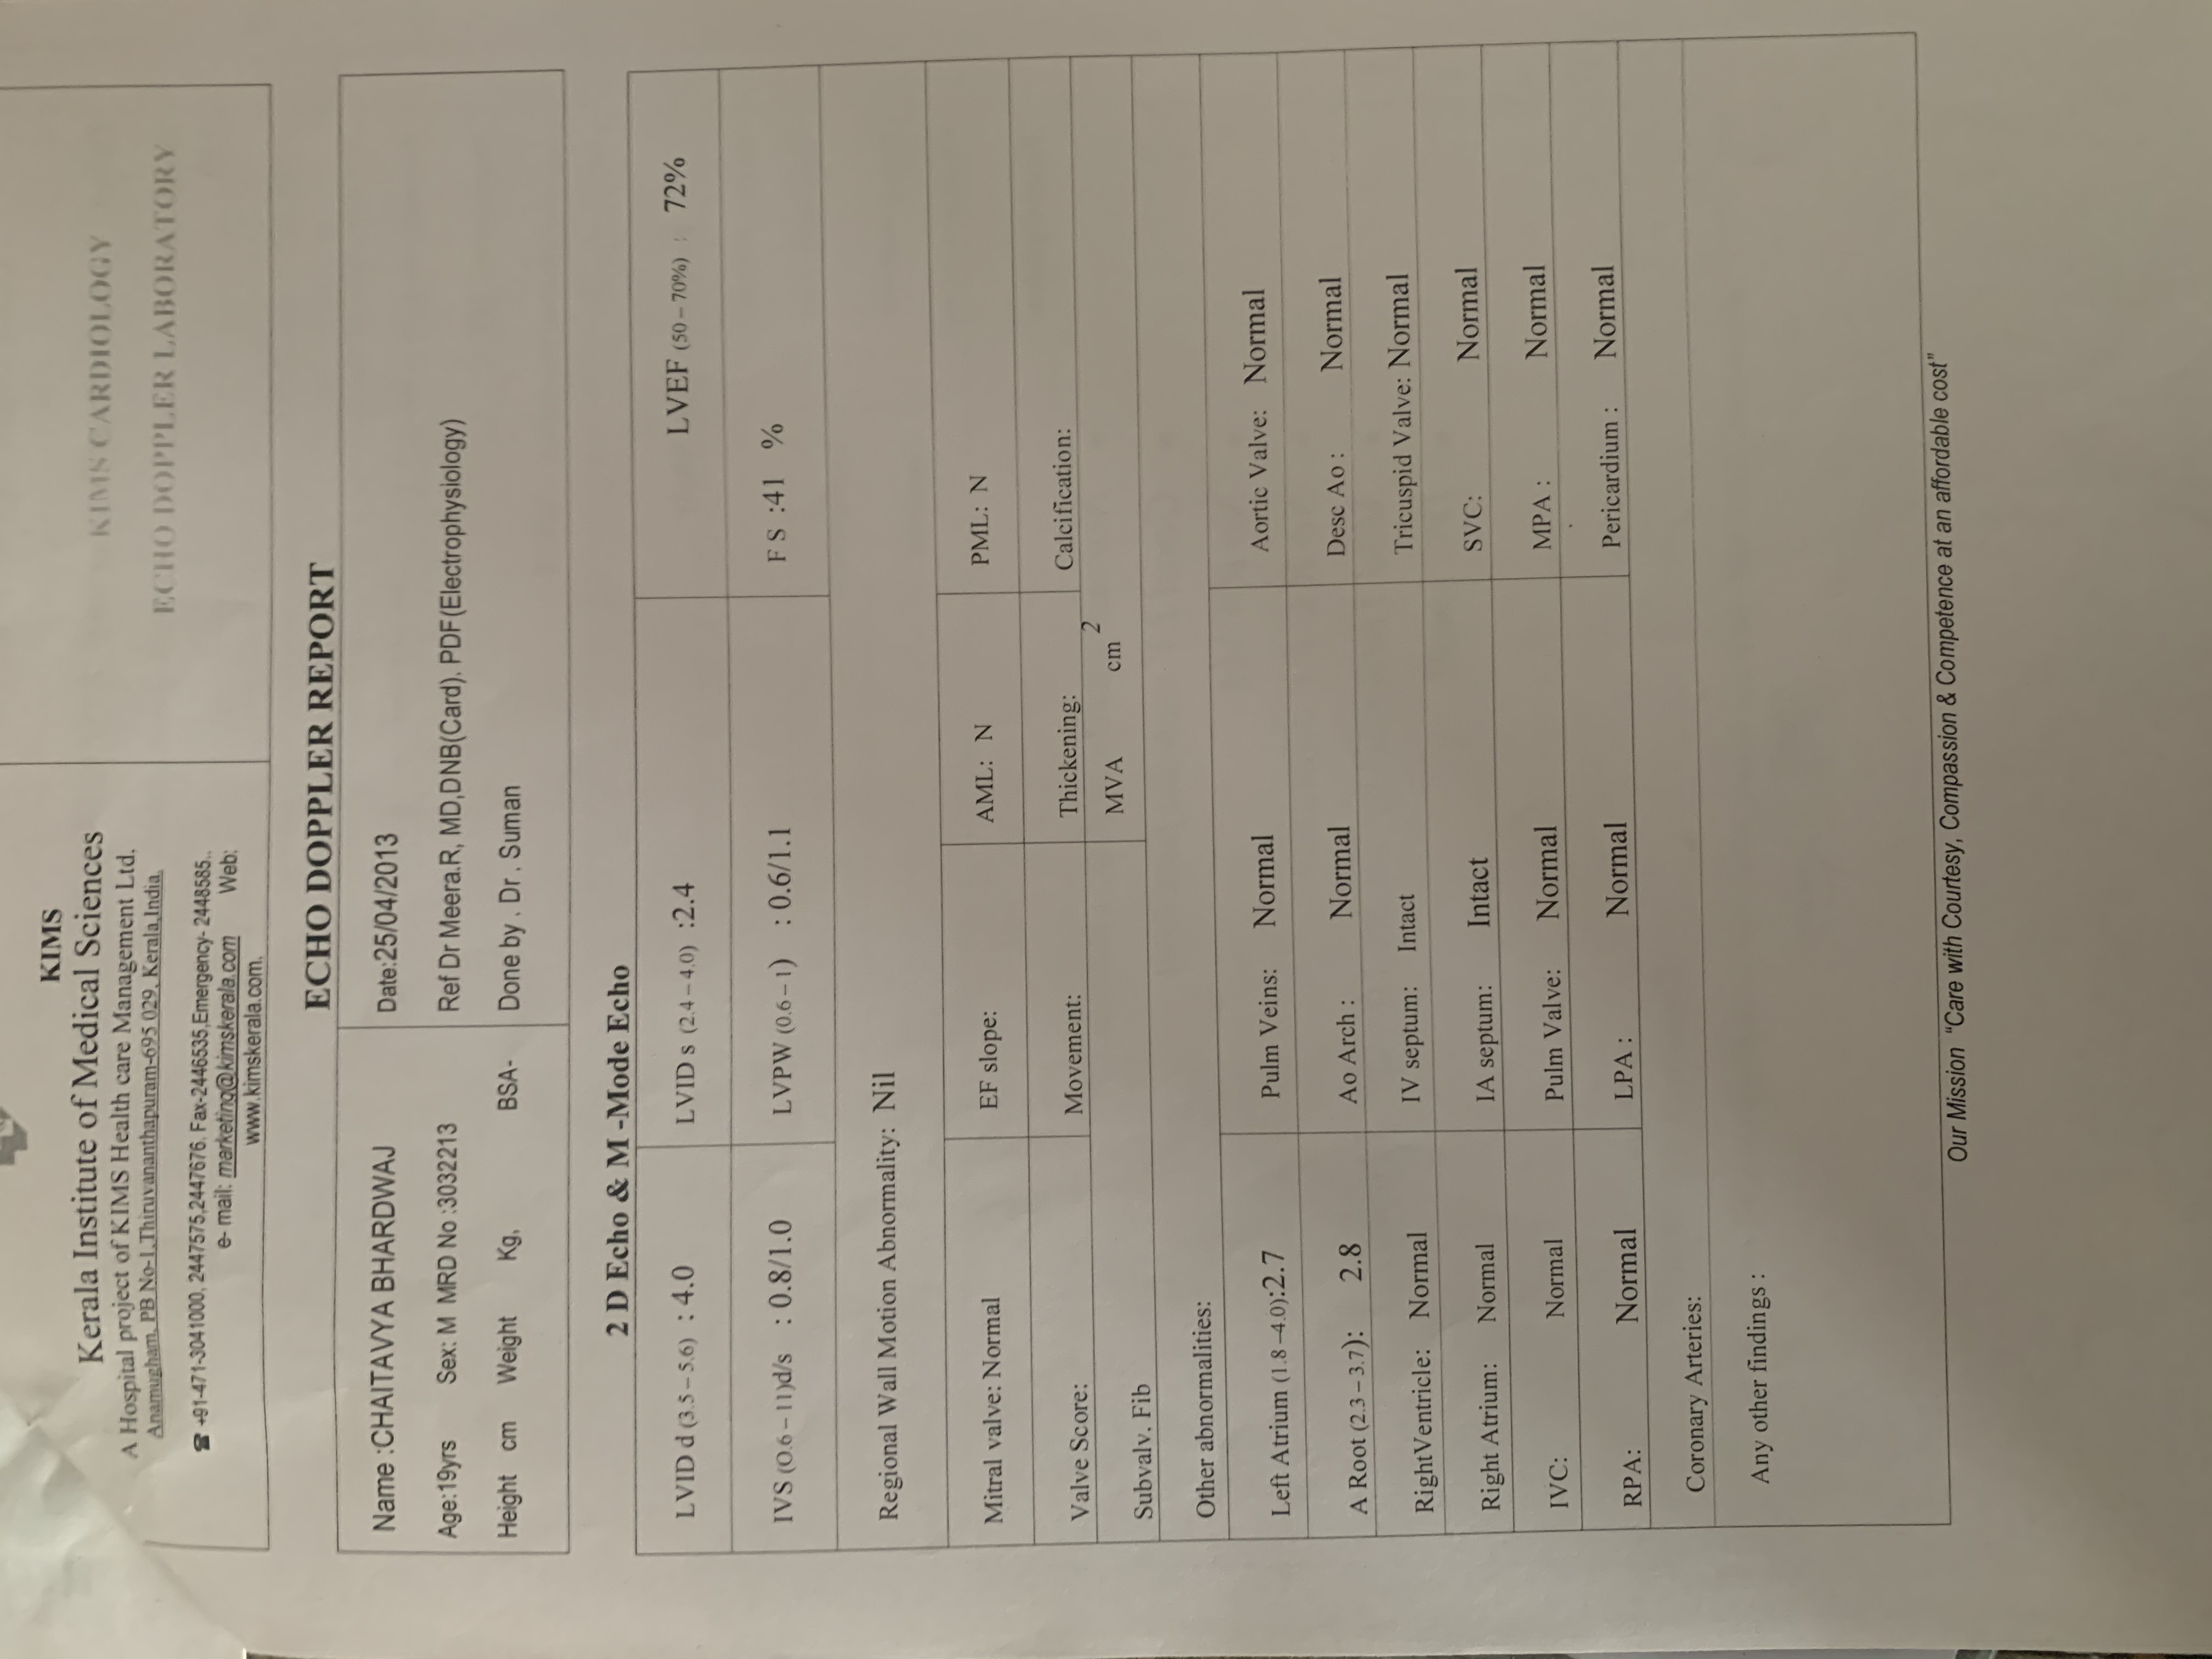 KIMS
Kerala Institute of Medical Sciences
A Hospital project of KIMS Health care Management Ltd.
Anamugham, PB No-1,Thiruvananthapuram-695 029, Kerala,India.
☎ +91-471-3041000, 2447575,2447676, Fax-2446535,Emergency- 2448585..
e- mail: marketing@kimskerala.com Web:
www.kimskerala.com.
KIMS CARDIOLOGY
ECHO DOPPLER LABORATORY
ECHO DOPPLER REPORT
Name :CHAITAVYA BHARDWAJ
Age:19yrs Sex: M MRD No :3032213
Height cm Weight Kg, BSA-
Date:25/04/2013
Ref Dr Meera.R, MD,DNB(Card). PDF(Electrophysiology)
Done by . Dr . Suman
2 D Echo & M -Mode Echo
LVID d (3.5 – 5.6) : 4.0 LVID s (2.4 – 4.0) :2.4 LVEF (50 – 70%) : 72%
IVS (O.6 – 11)d/s : 0.8/1.0 LVPW (0.6 – 1) : 0.6/1.1 F S :41 %
Regional Wall Motion Abnormality: Nil
Mitral valve: Normal EF slope: AML: N PML: N
Valve Score: Movement: Thickening: Calcification:
Subvalv. Fib MVA cm 2
Other abnormalities:
Left Atrium (1.8 –4.0):2.7 Pulm Veins: Normal Aortic Valve: Normal
A Root (2.3 – 3.7): 2.8 Ao Arch : Normal Desc Ao : Normal
RightVentricle: Normal IV septum: Intact Tricuspid Valve: Normal
Right Atrium: Normal IA septum: Intact SVC: Normal
IVC: Normal Pulm Valve: Normal MPA : Normal
RPA: Normal LPA : Normal Pericardium : Normal
Coronary Arteries:
Any other findings :
Our Mission “Care with Courtesy, Compassion & Competence at an affordable cost”